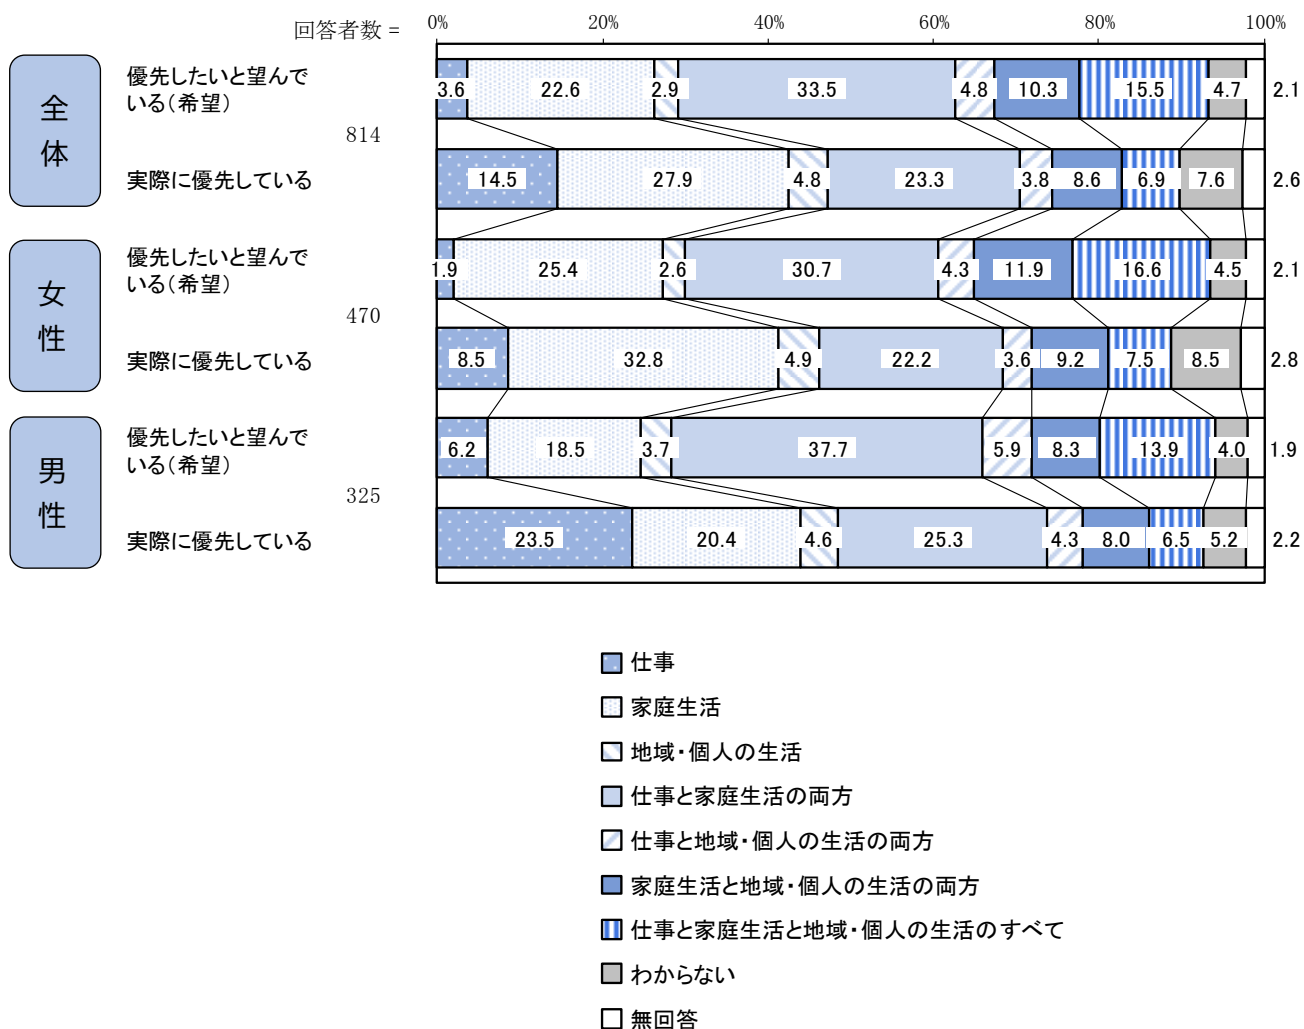 回答者数 =
0% 20% 40% 60% 80% 100%
全体
優先したいと望んで
いる(希望)
3.6 22.6 2.9 33.5 4.8 10.3 15.5 4.7 2.1
814
実際に優先している
14.5 27.9 4.8 23.3 3.8 8.6 6.9 7.6 2.6
女性
優先したいと望んで
いる(希望)
1.9 25.4 2.6 30.7 4.3 11.9 16.6 4.5 2.1
470
実際に優先している
8.5 32.8 4.9 22.2 3.6 9.2 7.5 8.5 2.8
男性
優先したいと望んで
いる(希望)
6.2 18.5 3.7 37.7 5.9 8.3 13.9 4.0 1.9
325
実際に優先している
23.5 20.4 4.6 25.3 4.3 8.0 6.5 5.2 2.2
仕事
家庭生活
地域・個人の生活
仕事と家庭生活の両方
仕事と地域・個人の生活の両方
家庭生活と地域・個人の生活の両方
仕事と家庭生活と地域・個人の生活のすべて
わからない
無回答